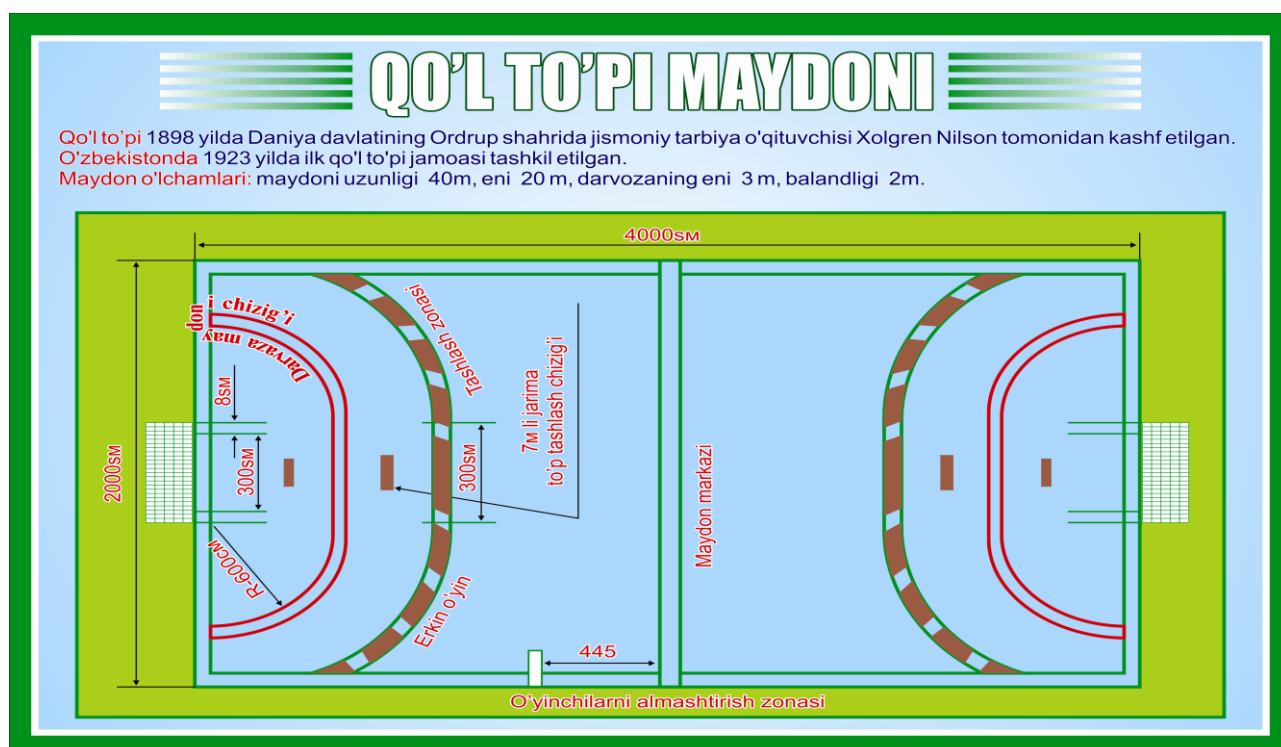 QO'L TO'PI MAYDONI
Qo'l to'pi 1898 yilda Daniya davlatining Ordrup shahrida jismoniy tarbiya o'qituvchisi Xolgren Nilson tomonidan kashf etilgan.
O'zbekistonda 1923 yilda ilk qo'l to'pi jamoasi tashkil etilgan.
Maydon o'lchamlari: maydoni uzunligi 40m, eni 20 m, darvozaning eni 3 m, balandligi 2m.
4000sм
don i chizig'i
Darvaza may
Tashlash zonasi
8sм
2000sм
300sм
300sм
7м li jarima
to'p tashlash chizig'i
Maydon markazi
R-600см
Erkin o'yin
445
O'yinchilarni almashtirish zonasi